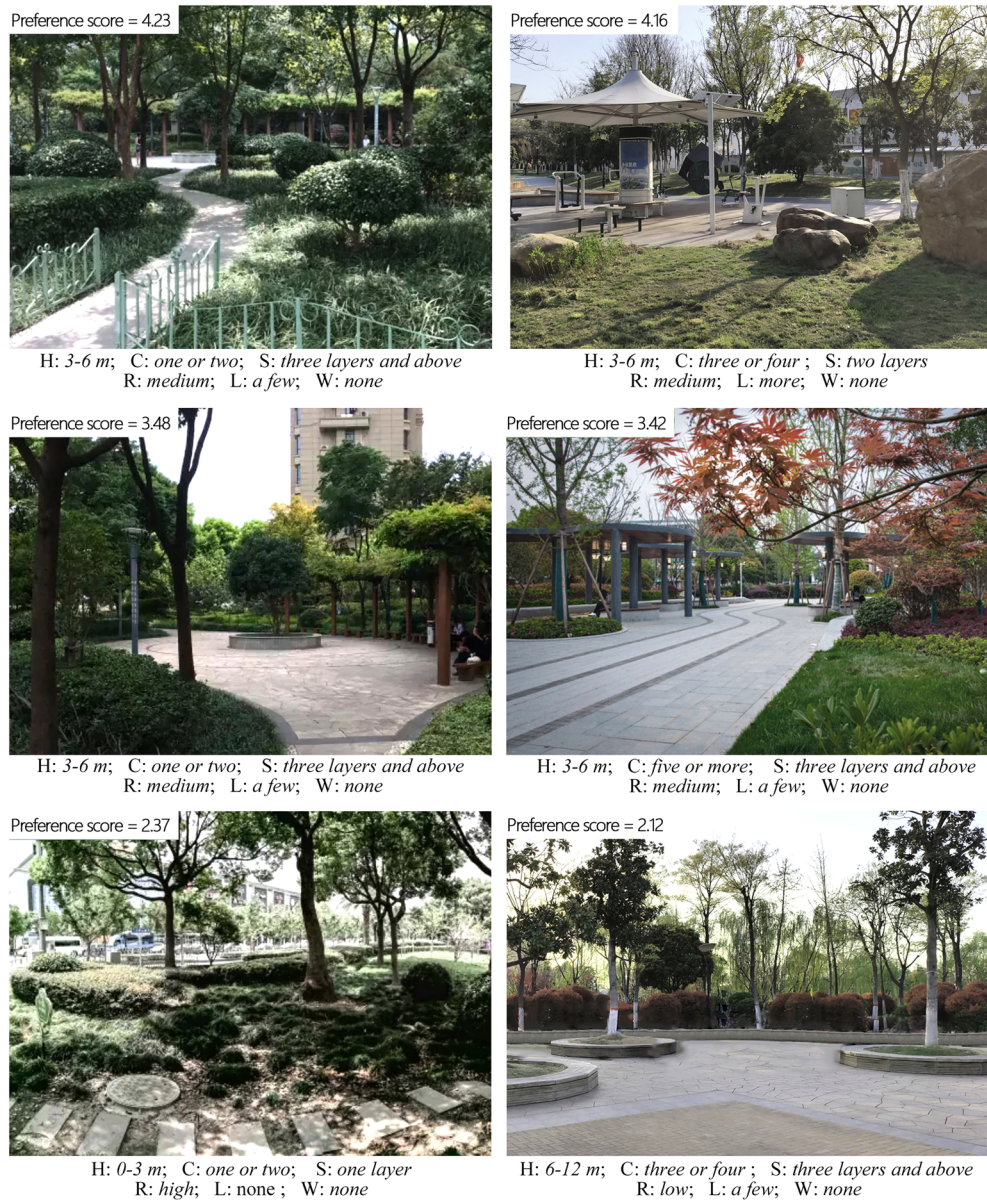 Preference score = 4.23
Preference score = 4.16
H: 3-6 m; C: one or two; S: three layers and above
R: medium; L: a few; W: none
H: 3-6 m; C: three or four ; S: two layers
R: medium; L: more; W: none
Preference score = 3.48
Preference score = 3.42
H: 3-6 m; C: one or two; S: three layers and above
R: medium; L: a few; W: none
H: 3-6 m; C: five or more; S: three layers and above
R: medium; L: a few; W: none
Preference score = 2.37
Preference score = 2.12
H: 0-3 m; C: one or two; S: one layer
R: high; L: none ; W: none
H: 6-12 m; C: three or four ; S: three layers and above
R: low; L: a few; W: none